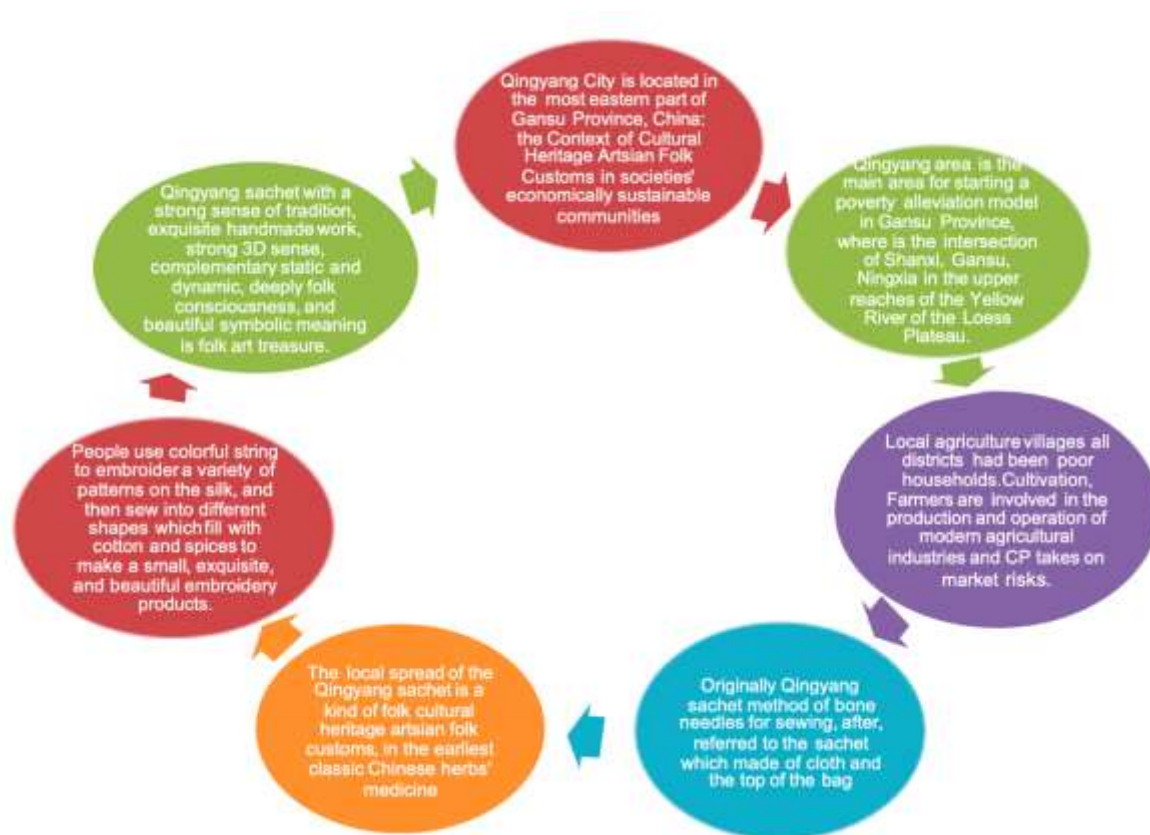 Qingyang City is located in
the most eastern part of
Gansu Province, China:
the Context of Cultural
Heritage Artsian Folk
Customs in societies'
economically sustainable
communities
Qingyang area is the
main area for starting a
poverty alleviation model
in Gansu Province,
where is the intersection
of Shanxi, Gansu,
Ningxia in the upper
reaches of the Yellow
River of the Loess
Plateau.
Local agriculture villages all
districts had been poor
households.Cultivation,
Farmers are involved in the
production and operation of
modern agricultural
industries and CP takes on
market risks.
Originally Qingyang
sachet method of bone
needles for sewing, after,
referred to the sachet
which made of cloth and
the top of the bag
The local spread of the
Qingyang sachet is a
kind of folk cultural
heritage artsian folk
customs, in the earliest
classic Chinese herbs'
medicine
People use colorful string
to embroider a variety of
patterns on the silk, and
then sew into different
shapes which fill with
cotton and spices to
make a small, exquisite,
and beautiful embroidery
products.
Qingyang sachet with a
strong sense of tradition,
exquisite handmade work,
strong 3D sense,
complementary static and
dynamic, deeply folk
consciousness, and
beautiful symbolic meaning
is folk art treasure.